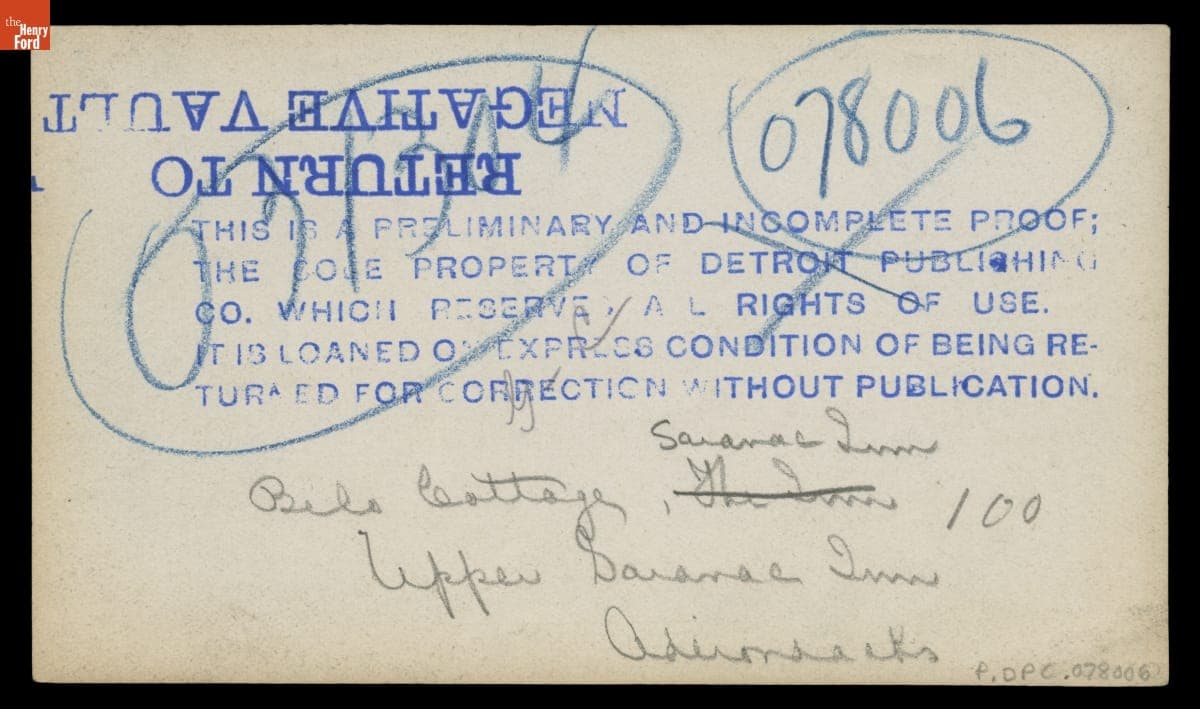 the
Henry
Ford
078006
RETURN TO
NEGATIVE VAULT
THIS IS A PRELIMINARY AND INCOMPLETE PROOF;
THE SOLE PROPERTY OF DETROIT PUBLISHING
CO. WHICH RESERVES ALL RIGHTS OF USE.
IT IS LOANED ON EXPRESS CONDITION OF BEING RE-
TURNED FOR CORRECTION WITHOUT PUBLICATION.
Saranac Inn
Belo Cottage, The Inn 100
Upper Saranac Inn
Adirondacks
P.DPC.078006